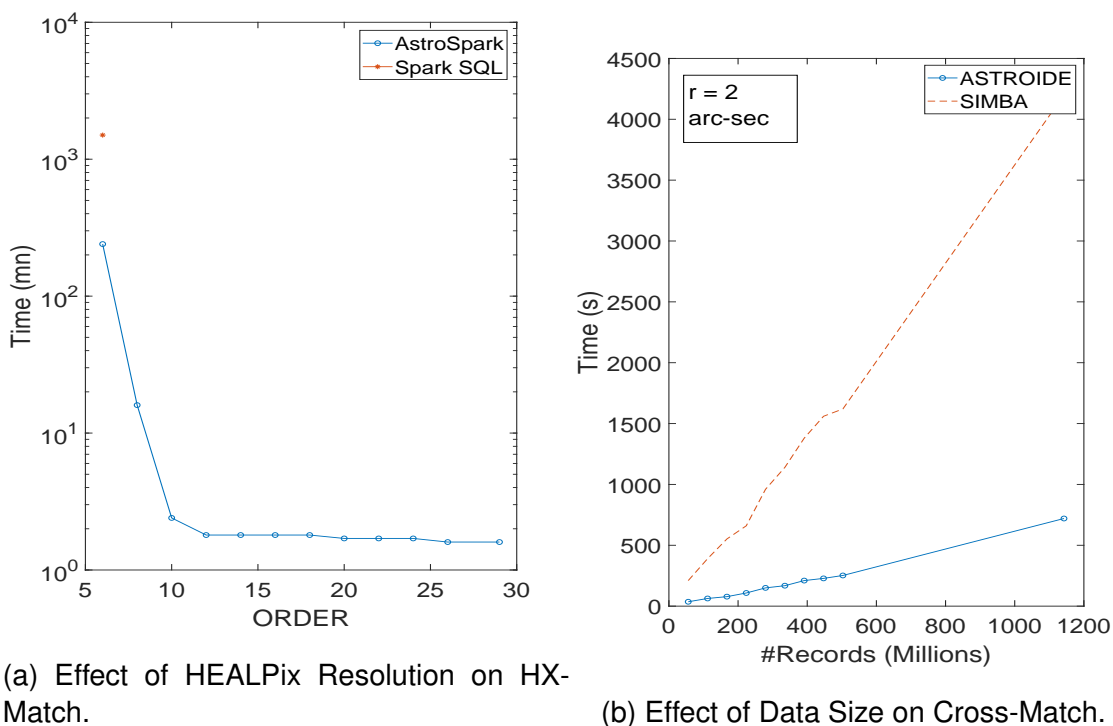 10^4
10^3
10^2
10^1
10^0
Time (mn)
AstroSpark
Spark SQL
5
10
15
20
25
30
ORDER
(a) Effect of HEALPix Resolution on HX-
Match.
4500
4000
3500
3000
2500
2000
1500
1000
500
0
Time (s)
r = 2
arc-sec
ASTROIDE
SIMBA
0
200
400
600
800
1000
1200
#Records (Millions)
(b) Effect of Data Size on Cross-Match.